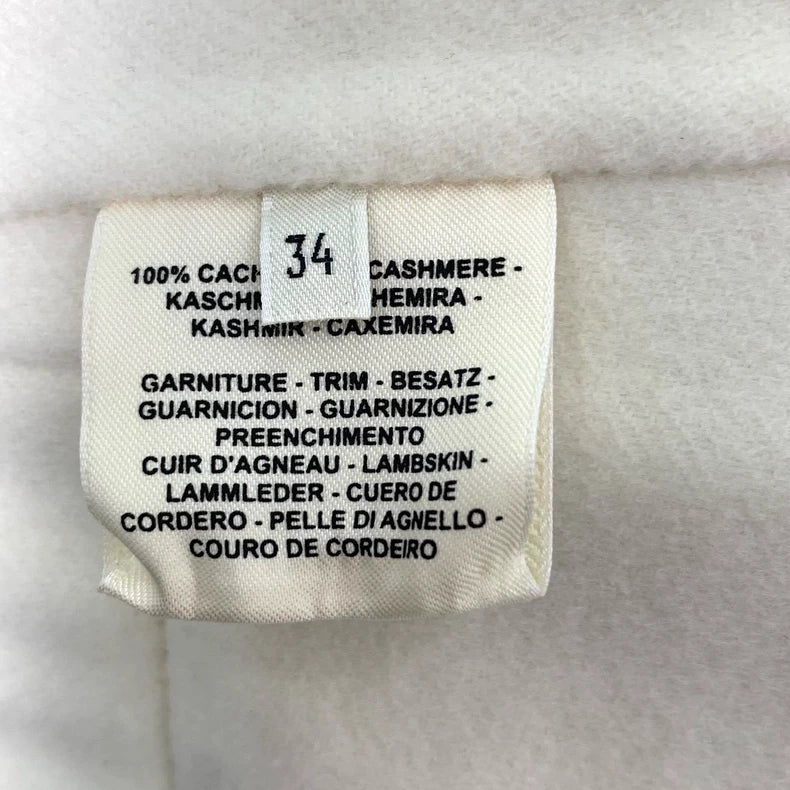 34
100% CACH CASHMERE -
KASCHM HEMIRA -
KASHMIR - CAXEMIRA
GARNITURE - TRIM - BESATZ -
GUARNICION - GUARNIZIONE -
PREENCHIMENTO
CUIR D'AGNEAU - LAMBSKIN -
LAMMLEDER - CUERO DE
CORDERO - PELLE DI AGNELLO -
COURO DE CORDEIRO